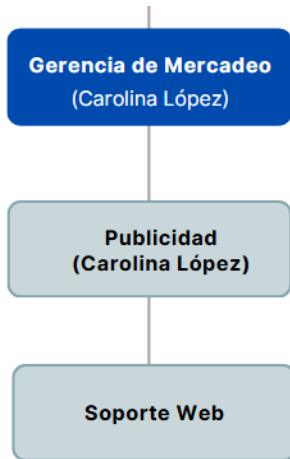 Gerencia de Mercadeo
(Carolina López)
Publicidad
(Carolina López)
Soporte Web